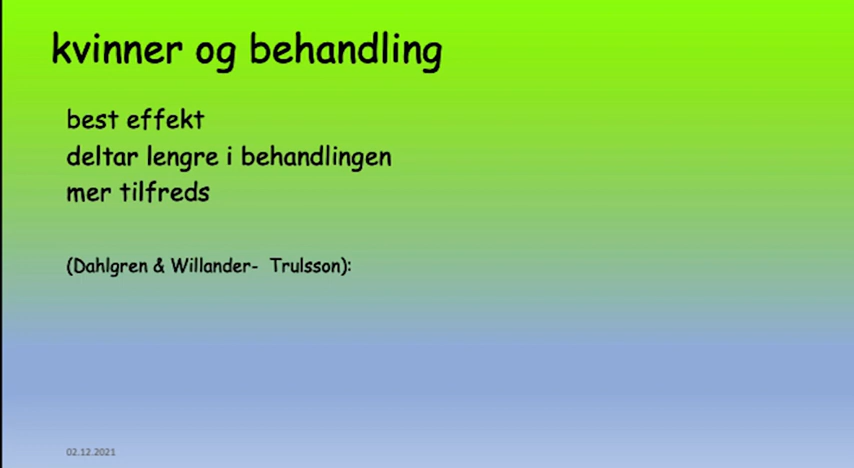 kvinner og behandling
best effekt
deltar lengre i behandlingen
mer tilfreds
(Dahlgren & Willander- Trulsson):
02.12.2021